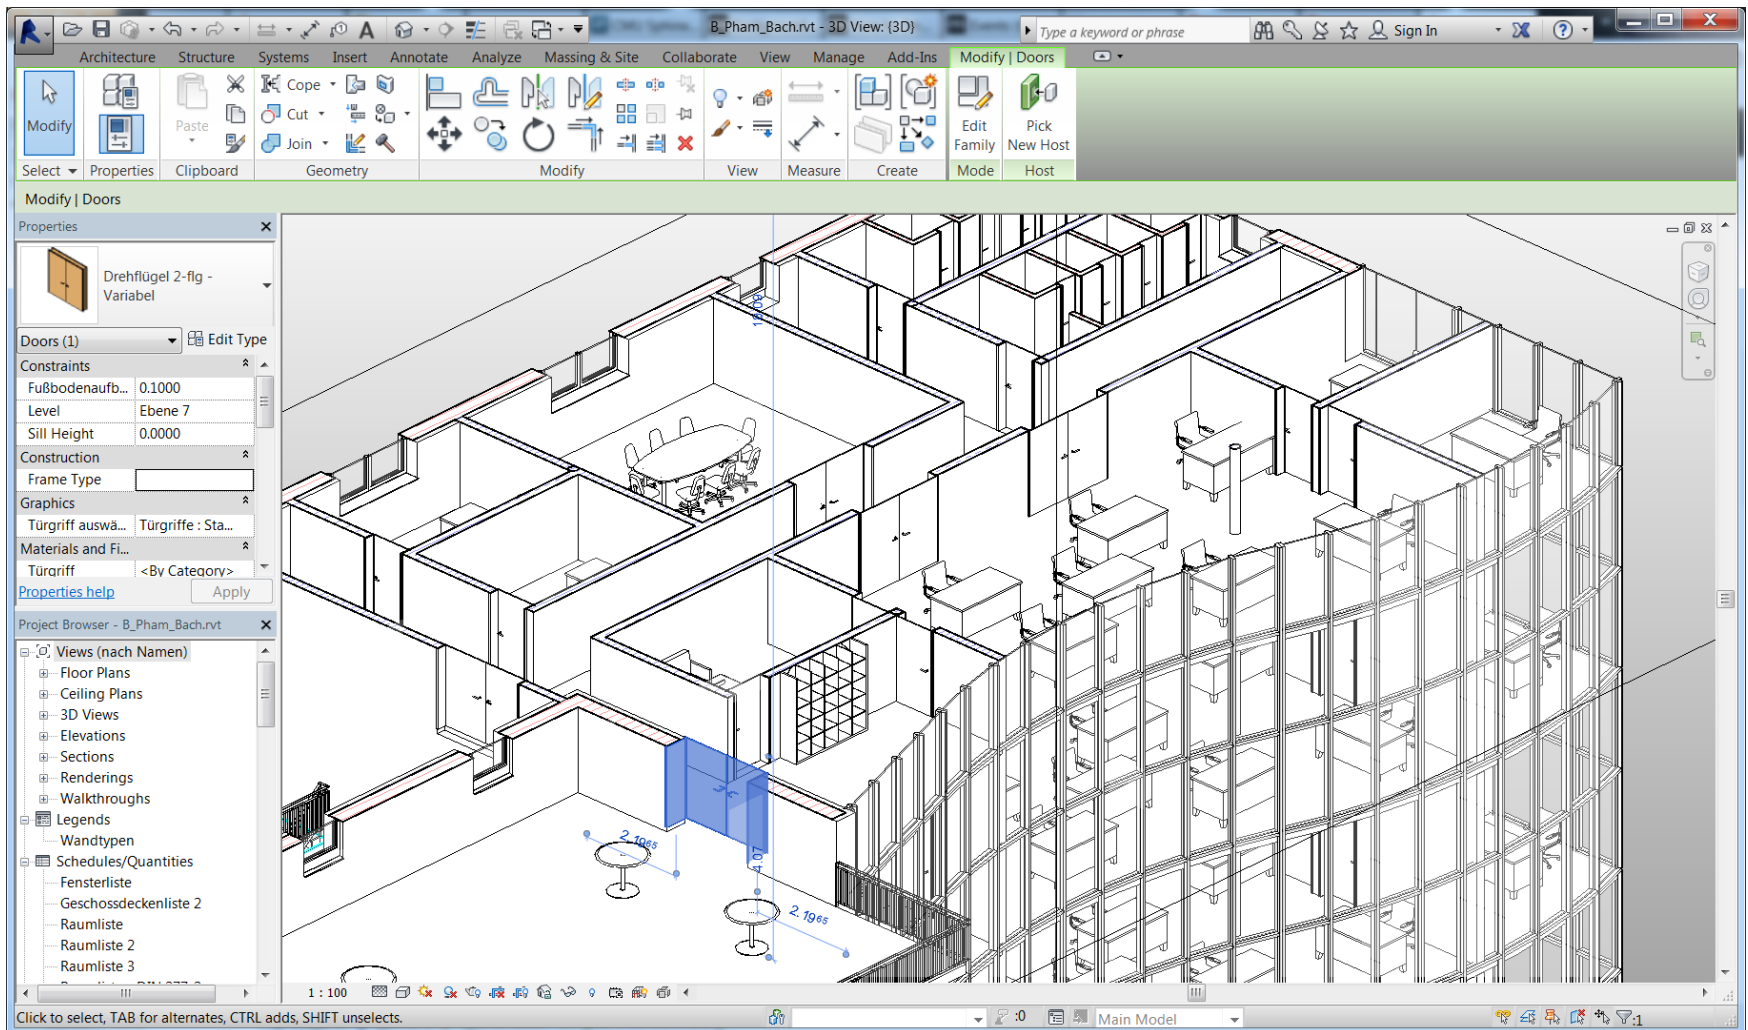 B_Pham_Bach.rvt - 3D View: {3D}
Type a keyword or phrase
Sign In
Architecture Structure Systems Insert Annotate Analyze Massing & Site Collaborate View Manage Add-Ins Modify | Doors
Modify
Paste
Cope
Cut
Join
Edit Family
Pick New Host
Select Properties Clipboard Geometry Modify View Measure Create Mode Host
Modify | Doors
Properties
Drehflügel 2-flg -
Variabel
Doors (1) Edit Type
Constraints
Fußbodenaufb... 0.1000
Level Ebene 7
Sill Height 0.0000
Construction
Frame Type
Graphics
Türgriff auswä... Türgriffe : Sta...
Materials and Fi...
Türgriff <By Category>
Properties help Apply
Project Browser - B_Pham_Bach.rvt
Views (nach Namen)
Floor Plans
Ceiling Plans
3D Views
Elevations
Sections
Renderings
Walkthroughs
Legends
Wandtypen
Schedules/Quantities
Fensterliste
Geschossdeckenliste 2
Raumliste
Raumliste 2
Raumliste 3
2.1965
4.07
2.1965
1 : 100
Click to select, TAB for alternates, CTRL adds, SHIFT unselects.
:0
Main Model
:1